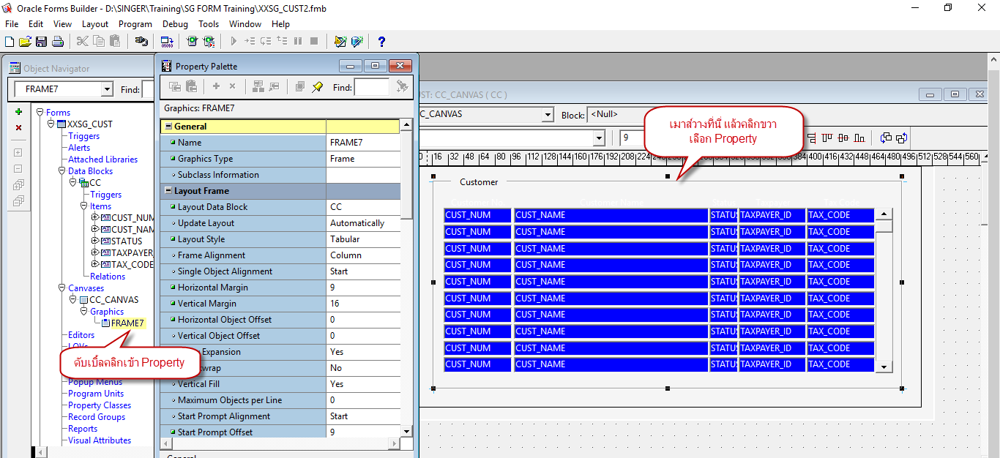 Oracle Forms Builder - D:\SINGER\Training\SG FORM Training\XXSG_CUST2.fmb
File Edit View Layout Program Debug Tools Window Help
Object Navigator
FRAME7 Find:
Forms
XXSG_CUST
Triggers
Alerts
Attached Libraries
Data Blocks
CC
Triggers
Items
CUST_NUM
CUST_NAM
STATUS
TAXPAYER
TAX_CODE
Relations
Canvases
CC_CANVAS
Graphics
FRAME7
Editors
LOVs
ดับเบิ้ลคลิกเข้า Property
Popup Menus
Program Units
Property Classes
Record Groups
Reports
Visual Attributes
Property Palette
Find:
Graphics: FRAME7
General
Name FRAME7
Graphics Type Frame
Subclass Information
Layout Frame
Layout Data Block CC
Update Layout Automatically
Layout Style Tabular
Frame Alignment Column
Single Object Alignment Start
Horizontal Margin 9
Vertical Margin 16
Horizontal Object Offset 0
Vertical Object Offset 0
Expansion Yes
wrap No
Vertical Fill Yes
Maximum Objects per Line 0
Start Prompt Alignment Start
Start Prompt Offset 9
General
ST: CC_CANVAS ( CC )
C_CANVAS Block: <Null>
9
เมาส์วางที่นี่ แล้วคลิกขวา
เลือก Property
0 16 32 48 64 80 96 112 128 144 160 176 192 208 224 384 400 416 432 448 464 480 496 512 528 544 560
Customer
Customer No Customer Name Status Taxpayer Tax Code
CUST_NUM CUST_NAME STATUS TAXPAYER_ID TAX_CODE
CUST_NUM CUST_NAME STATUS TAXPAYER_ID TAX_CODE
CUST_NUM CUST_NAME STATUS TAXPAYER_ID TAX_CODE
CUST_NUM CUST_NAME STATUS TAXPAYER_ID TAX_CODE
CUST_NUM CUST_NAME STATUS TAXPAYER_ID TAX_CODE
CUST_NUM CUST_NAME STATUS TAXPAYER_ID TAX_CODE
CUST_NUM CUST_NAME STATUS TAXPAYER_ID TAX_CODE
CUST_NUM CUST_NAME STATUS TAXPAYER_ID TAX_CODE
CUST_NUM CUST_NAME STATUS TAXPAYER_ID TAX_CODE
CUST_NUM CUST_NAME STATUS TAXPAYER_ID TAX_CODE